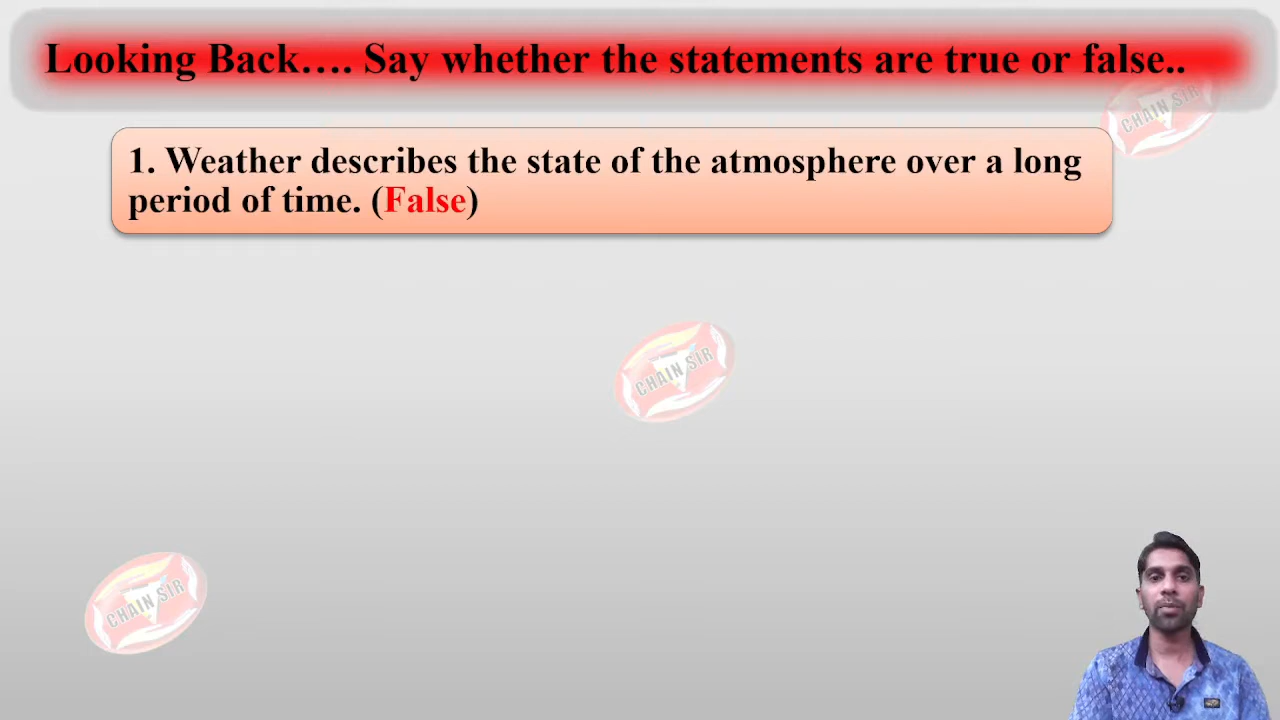 Looking Back…. Say whether the statements are true or false..
1. Weather describes the state of the atmosphere over a long
period of time. (False)
CHAIN SIR
CHAIN SIR
CHAIN SIR